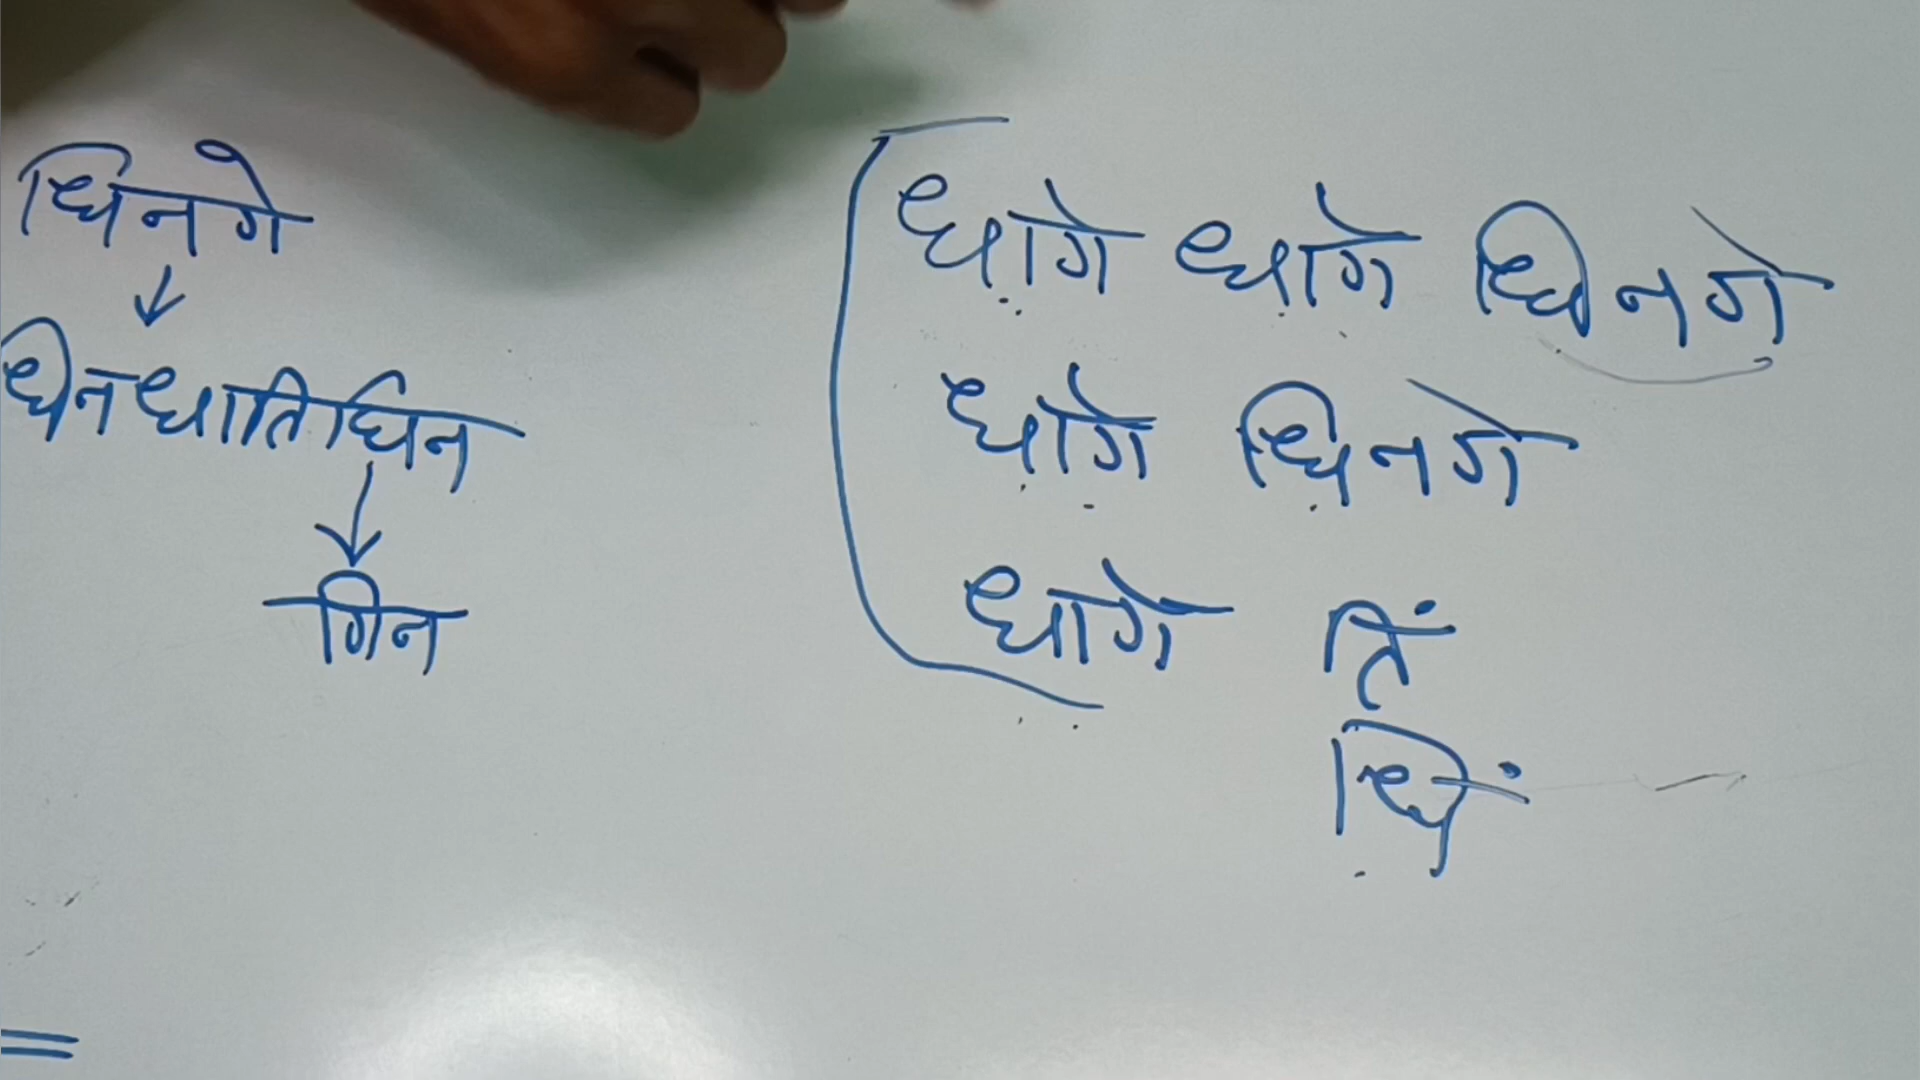 धिनगे
धिनधातिधिन
गिन
धागे धागे धिनगे
धागे धिनगे
धागे तिं
धिं